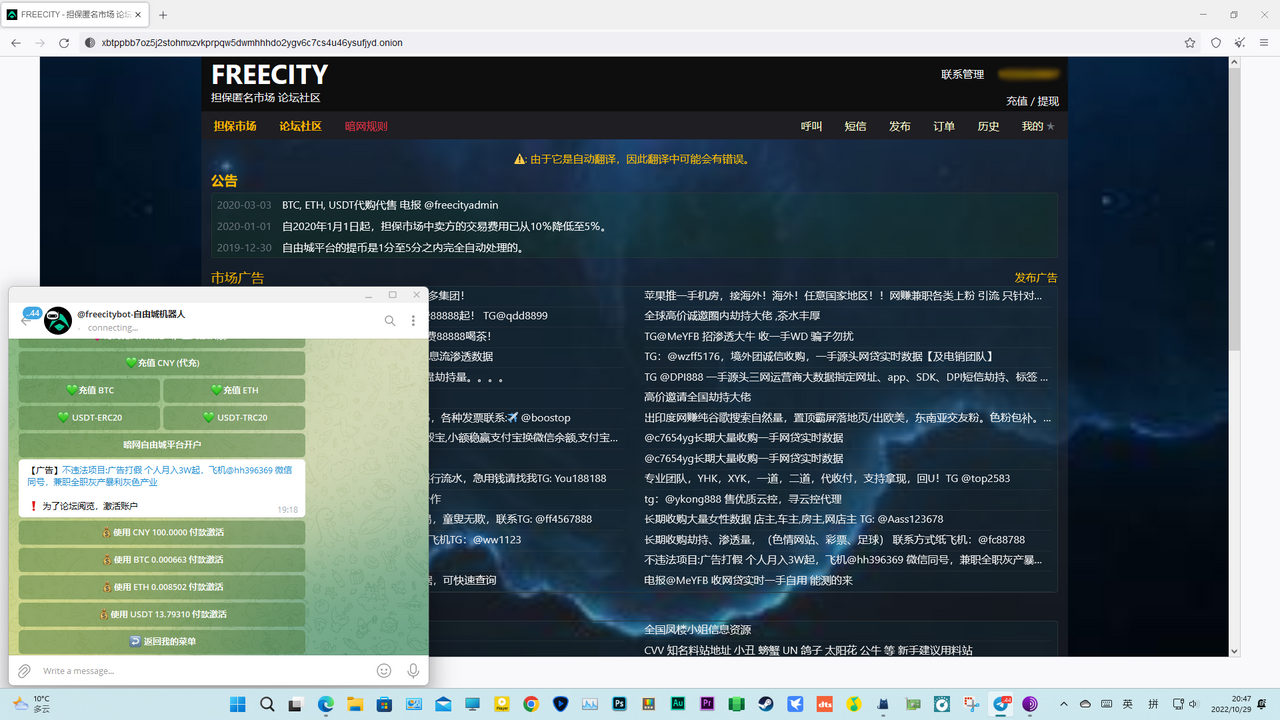 FREECITY - 担保匿名市场 论坛
xbtppbb7oz5j2stohmxzvkprpqw5dwmhhhdo2ygv6c7cs4u46ysufjyd.onion
FREECITY
担保匿名市场 论坛社区
联系管理
充值 / 提现
担保市场 论坛社区 暗网规则 呼叫 短信 发布 订单 历史 我的 ★
⚠: 由于它是自动翻译，因此翻译中可能会有错误。
公告
2020-03-03 BTC, ETH, USDT代购代售 电报 @freecityadmin
2020-01-01 自2020年1月1日起，担保市场中卖方的交易费用已从10%降低至5%。
2019-12-30 自由城平台的提币是1分至5分之内完全自动处理的。
市场广告 发布广告
多集团！
88888起！ TG@qdd8899
费88888喝茶！
息流渗透数据
盘劫持量。。。。
，各种发票联系:✈ @boostop
毁宝,小额稳赢支付宝换微信余额,支付宝...
行流水，急用钱请找我TG: You188188
作
，童叟无欺，联系TG: @ff4567888
飞机TG：@ww1123
，可快速查询
苹果推一手机房，接海外！海外！任意国家地区！！网赚兼职各类上粉 引流 只针对...
全球高价诚邀圈内劫持大佬 ,茶水丰厚
TG@MeYFB 招渗透大牛 收一手WD 骗子勿扰
TG：@wzff5176，境外团诚信收购，一手源头网贷实时数据【及电销团队】
TG @DPI888 一手源头三网运营商大数据指定网址、app、SDK、DPI短信劫持、标签 ...
高价邀请全国劫持大佬
出印度网赚纯谷歌搜索自然量，置顶霸屏落地页/出欧美，东南亚交友粉。色粉包补。...
@c7654yg长期大量收购一手网贷实时数据
@c7654yg长期大量收购一手网贷实时数据
专业团队，YHK，XYK，一道，二道，代收付，支持拿现，回U！TG @top2583
tg：@ykong888 售优质云控，寻云控代理
长期收购大量女性数据 店主,车主,房主,网店主 TG: @Aza123678
长期收购劫持、渗透量，（色情网站、彩票、足球） 联系方式纸飞机：@fc88788
不违法项目:广告打假 个人月入3W起，飞机@hh396369 微信同号，兼职全职灰产暴...
电报@MeYFB 收网贷实时一手自用 能测的来
全国凤楼小姐信息资源
CVV 知名料站地址 小丑 螃蟹 UN 鸽子 太阳花 公牛 等 新手建议用料站
..44
@freecitybot-自由城机器人
connecting...
💚充值 CNY (代充)
💚充值 BTC 💚充值 ETH
💚 USDT-ERC20 💚 USDT-TRC20
暗网自由城平台开户
【广告】不违法项目:广告打假 个人月入3W起，飞机@hh396369 微信
同号，兼职全职灰产暴利灰色产业
❗ 为了论坛阅览，激活账户
19:18
💰 使用 CNY 100.0000 付款激活
💰 使用 BTC 0.000663 付款激活
💰 使用 ETH 0.008502 付款激活
💰 使用 USDT 13.79310 付款激活
↩ 返回我的菜单
Write a message...
10°C
多云
Player
Ps
Au
Pr
dts
英
拼
20:47
2022/10/29